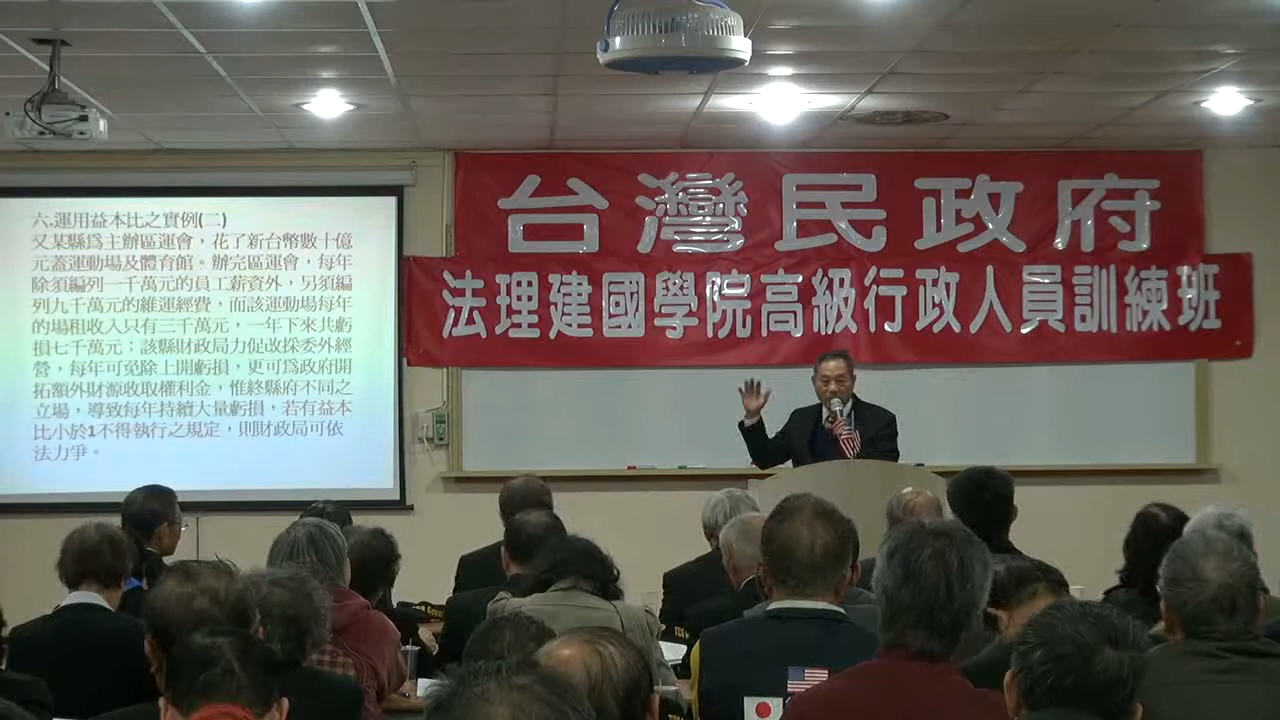 台灣民政府
法理建國學院高級行政人員訓練班
六.運用益本比之實例(二)
又某縣為主辦區運會，花了新台幣數十億
元蓋運動場及體育館。辦完區運會，每年
除須編列一千萬元的員工薪資外，另須編
列九千萬元的維運經費，而該運動場每年
的場租收入只有三千萬元，一年下來共虧
損七千萬元；該縣財政局力促改採委外經
營，每年可免除上開虧損，更可為政府開
拓額外財源收取權利金，惟終縣府不同之
立場，導致每年持續大量虧損，若有益本
比小於1不得執行之規定，則財政局可依
法力爭。